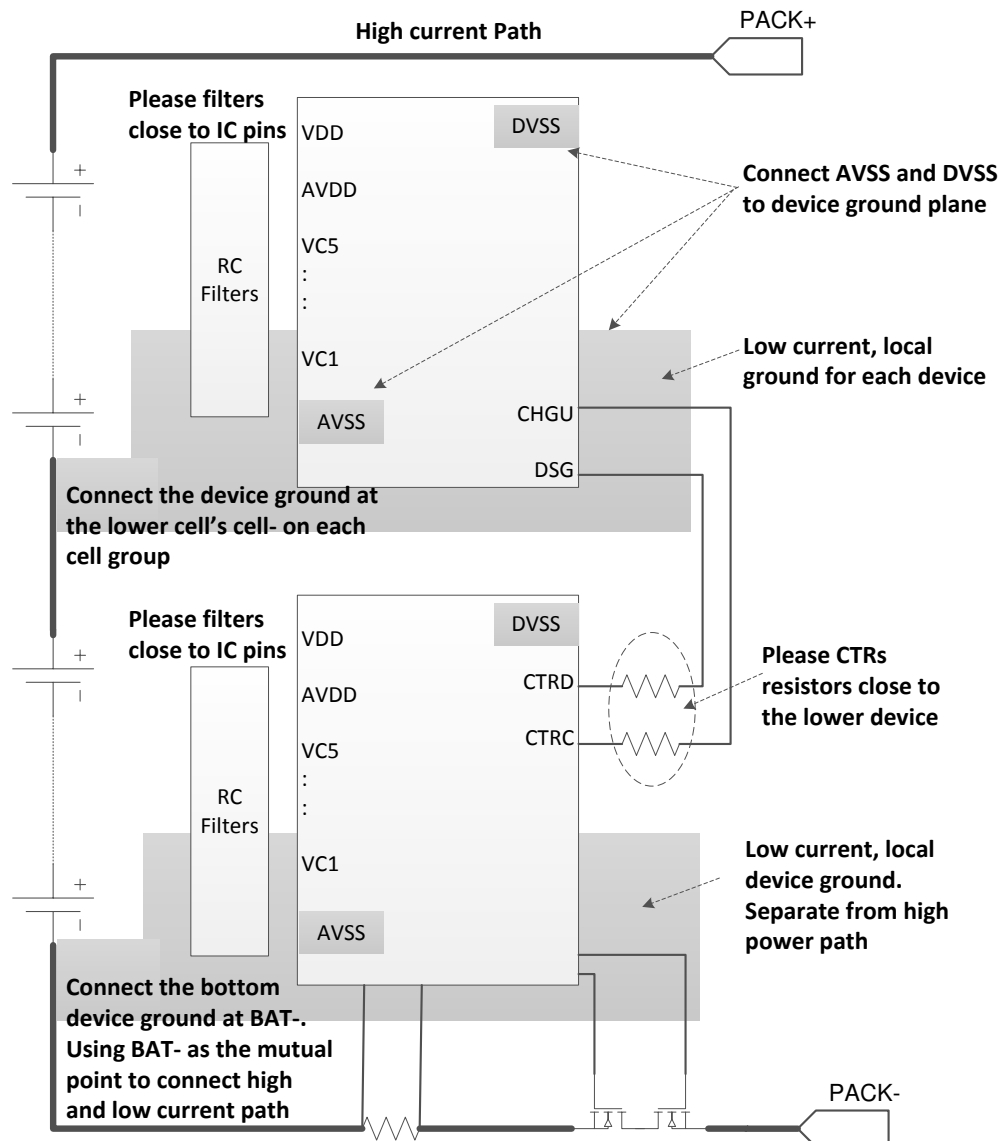 PACK+
High current Path
Please filters
close to IC pins
VDD
DVSS
AVDD
Connect AVSS and DVSS
to device ground plane
VC5
:
:
RC
Filters
VC1
Low current, local
ground for each device
CHGU
AVSS
DSG
Connect the device ground at
the lower cell's cell- on each
cell group
Please filters
close to IC pins
VDD
DVSS
AVDD
CTRD
Please CTRs
resistors close to
the lower device
CTRC
VC5
:
:
RC
Filters
VC1
Low current, local
device ground.
Separate from high
power path
AVSS
Connect the bottom
device ground at BAT-.
Using BAT- as the mutual
point to connect high
and low current path
PACK-
+
+
+
+